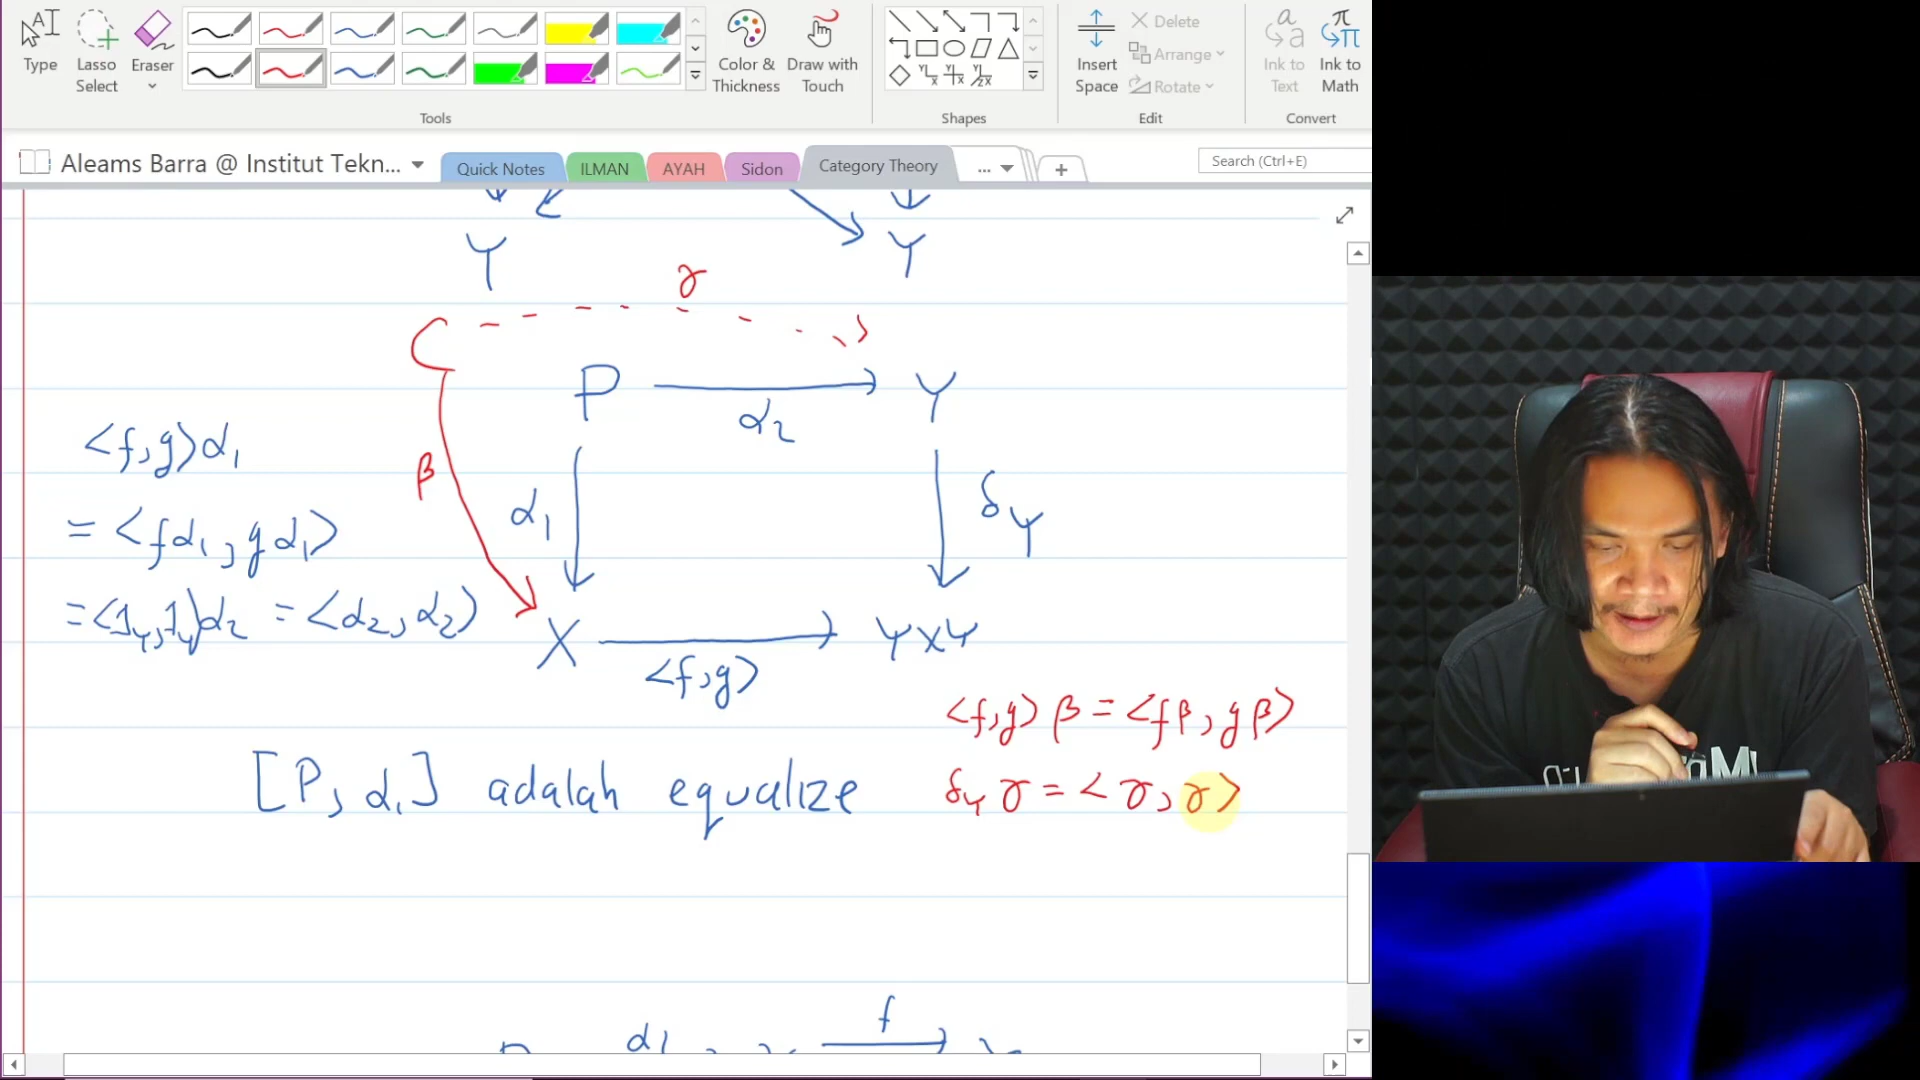 Type
Lasso Select
Eraser
Color & Thickness
Draw with Touch
Insert Space
Delete
Arrange
Rotate
Ink to Text
Ink to Math
Tools
Shapes
Edit
Convert
Aleams Barra @ Institut Tekn...
Quick Notes
ILMAN
AYAH
Sidon
Category Theory
...
Search (Ctrl+E)
Y
Y
γ
P
α₂
Y
<f,g>α₁
β
α₁
δ_Y
= <fα₁, gα₁>
= <1_Y, 1_Y>α₂ = <α₂, α₂>
X
<f,g>
Y×Y
<f,g>β = <fβ, gβ>
[P, α₁] adalah equalize
δ_Y γ = <γ, γ>
f
α₁